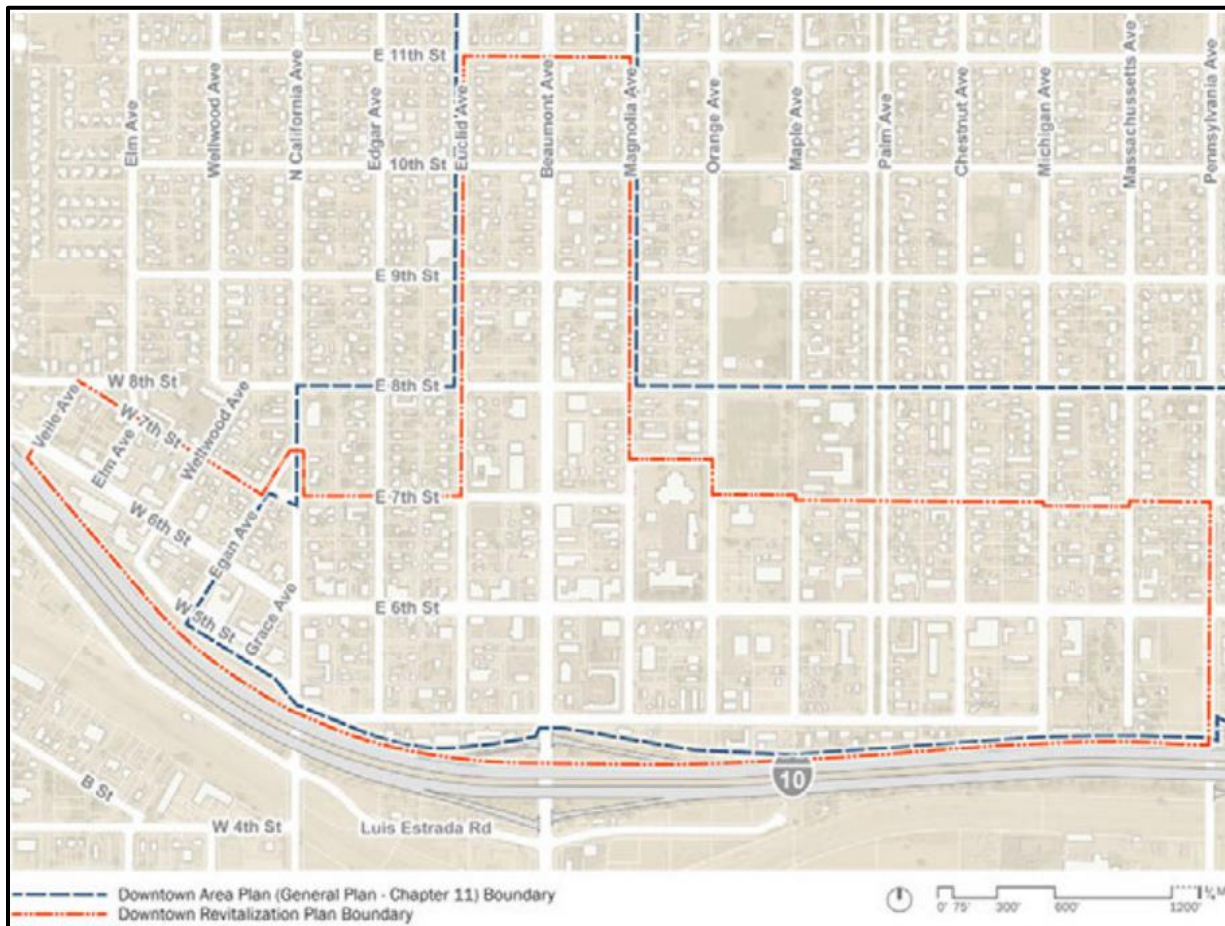 E 11th St
Elm Ave
Wellwood Ave
N California Ave
Edgar Ave
Euclid Ave
Beaumont Ave
Magnolia Ave
Orange Ave
Maple Ave
Palm Ave
Chestnut Ave
Michigan Ave
Massachussetts Ave
Pennsylvania Ave
10th St
E 9th St
W 8th St
E 8th St
Veile Ave
W 7th St
Elm Ave
Wellwood Ave
E 7th St
W 6th St
Egan Ave
W 5th St
Grace Ave
E 6th St
10
B St
W 4th St
Luis Estrada Rd
Downtown Area Plan (General Plan - Chapter 11) Boundary
Downtown Revitalization Plan Boundary
0' 75' 300' 600' 1200'